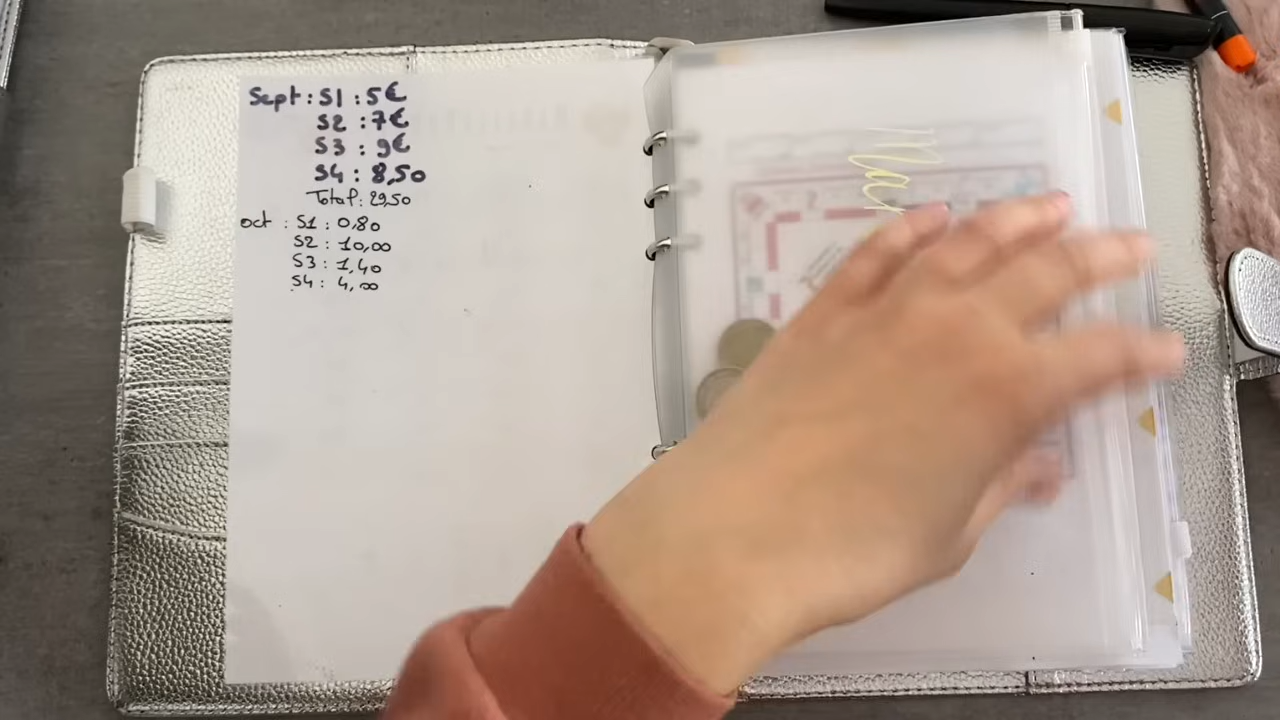 Sept : S1 : 5€
S2 : 7€
S3 : 9€
S4 : 8,50
Total : 29,50
oct : S1 : 0,80
S2 : 10,00
S3 : 1,40
S4 : 4,00